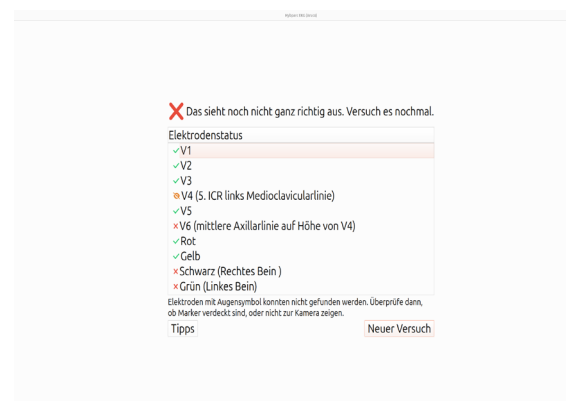 Das sieht noch nicht ganz richtig aus. Versuch es nochmal.
Elektrodenstatus
V1
V2
V3
V4 (5. ICR links Medioclavicularlinie)
V5
V6 (mittlere Axillarlinie auf Höhe von V4)
Rot
Gelb
Schwarz (Rechtes Bein )
Grün (Linkes Bein)
Elektroden mit Augensymbol konnten nicht gefunden werden. Überprüfe dann,
ob Marker verdeckt sind, oder nicht zur Kamera zeigen.
Tipps
Neuer Versuch